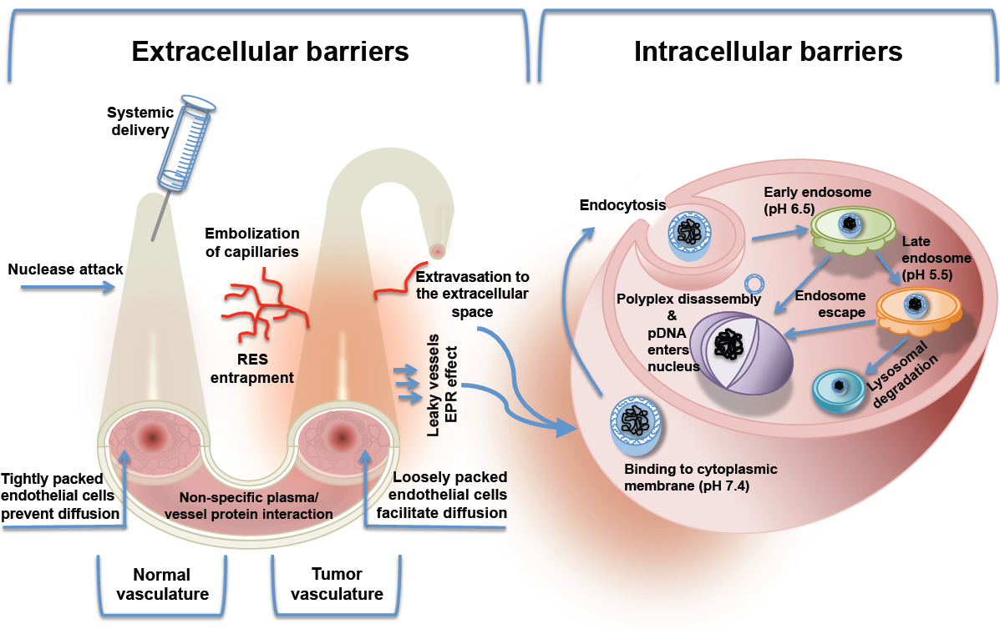 Extracellular barriers
Intracellular barriers
Systemic
delivery
Nuclease attack
Embolization
of capillaries
RES
entrapment
Extravasation to
the extracellular
space
Leaky vessels
EPR effect
Tightly packed
endothelial cells
prevent diffusion
Non-specific plasma/
vessel protein interaction
Loosely packed
endothelial cells
facilitate diffusion
Normal
vasculature
Tumor
vasculature
Endocytosis
Early endosome
(pH 6.5)
Late
endosome
(pH 5.5)
Endosome
escape
Polyplex disassembly
&
pDNA
enters
nucleus
Lysosomal
degradation
Binding to cytoplasmic
membrane (pH 7.4)